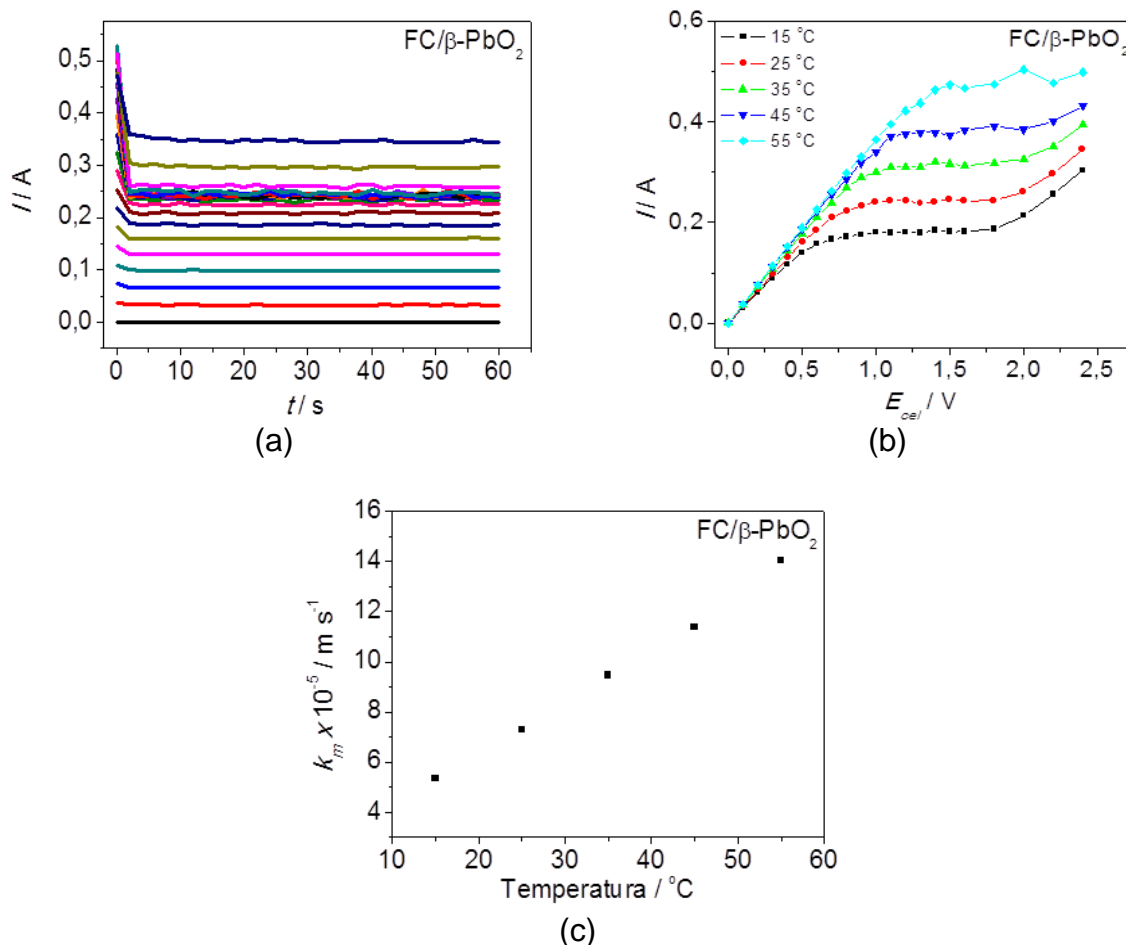 FC/β-PbO₂
0,5
0,4
0,3
0,2
0,1
0,0
I / A
0 10 20 30 40 50 60
t / s
(a)
FC/β-PbO₂
15 °C
25 °C
35 °C
45 °C
55 °C
0,6
0,4
0,2
0,0
I / A
0,0 0,5 1,0 1,5 2,0 2,5
E_cel / V
(b)
FC/β-PbO₂
16
14
12
10
8
6
4
k_m x10⁻⁵ / m s⁻¹
10 20 30 40 50 60
Temperatura / °C
(c)